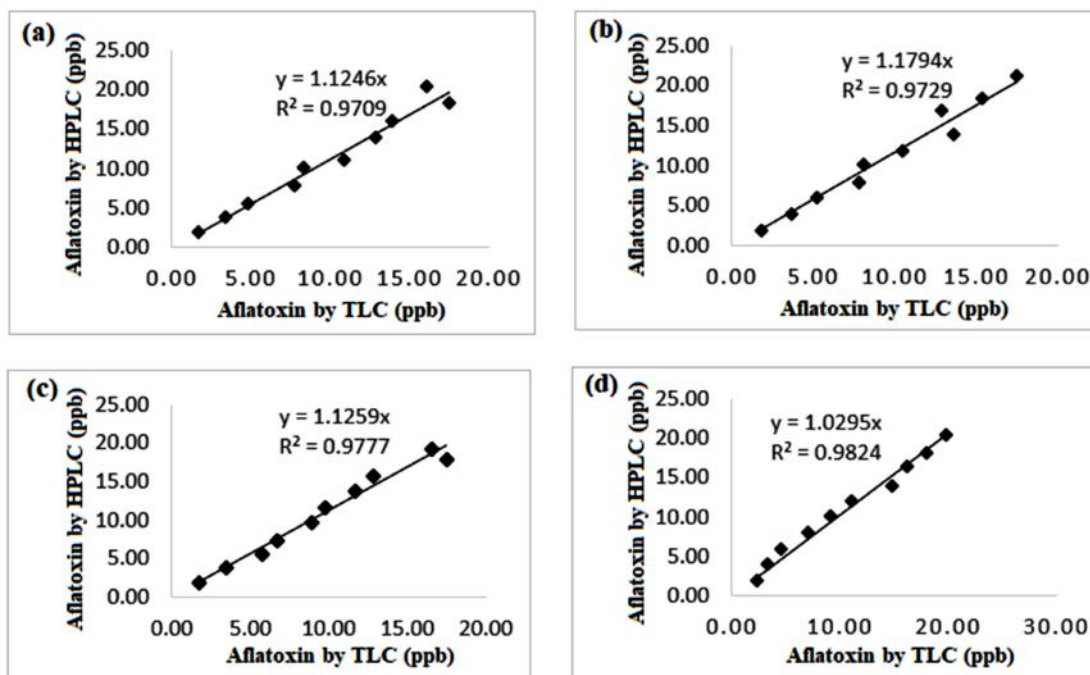 (a)
Aflatoxin by HPLC (ppb)
25.00
20.00
15.00
10.00
5.00
0.00
y = 1.1246x
R² = 0.9709
0.00 5.00 10.00 15.00 20.00
Aflatoxin by TLC (ppb)
(b)
Aflatoxin by HPLC (ppb)
25.00
20.00
15.00
10.00
5.00
0.00
y = 1.1794x
R² = 0.9729
0.00 5.00 10.00 15.00 20.00
Aflatoxin by TLC (ppb)
(c)
Aflatoxin by HPLC (ppb)
25.00
20.00
15.00
10.00
5.00
0.00
y = 1.1259x
R² = 0.9777
0.00 5.00 10.00 15.00 20.00
Aflatoxin by TLC (ppb)
(d)
Aflatoxin by HPLC (ppb)
25.00
20.00
15.00
10.00
5.00
0.00
y = 1.0295x
R² = 0.9824
0.00 10.00 20.00 30.00
Aflatoxin by TLC (ppb)